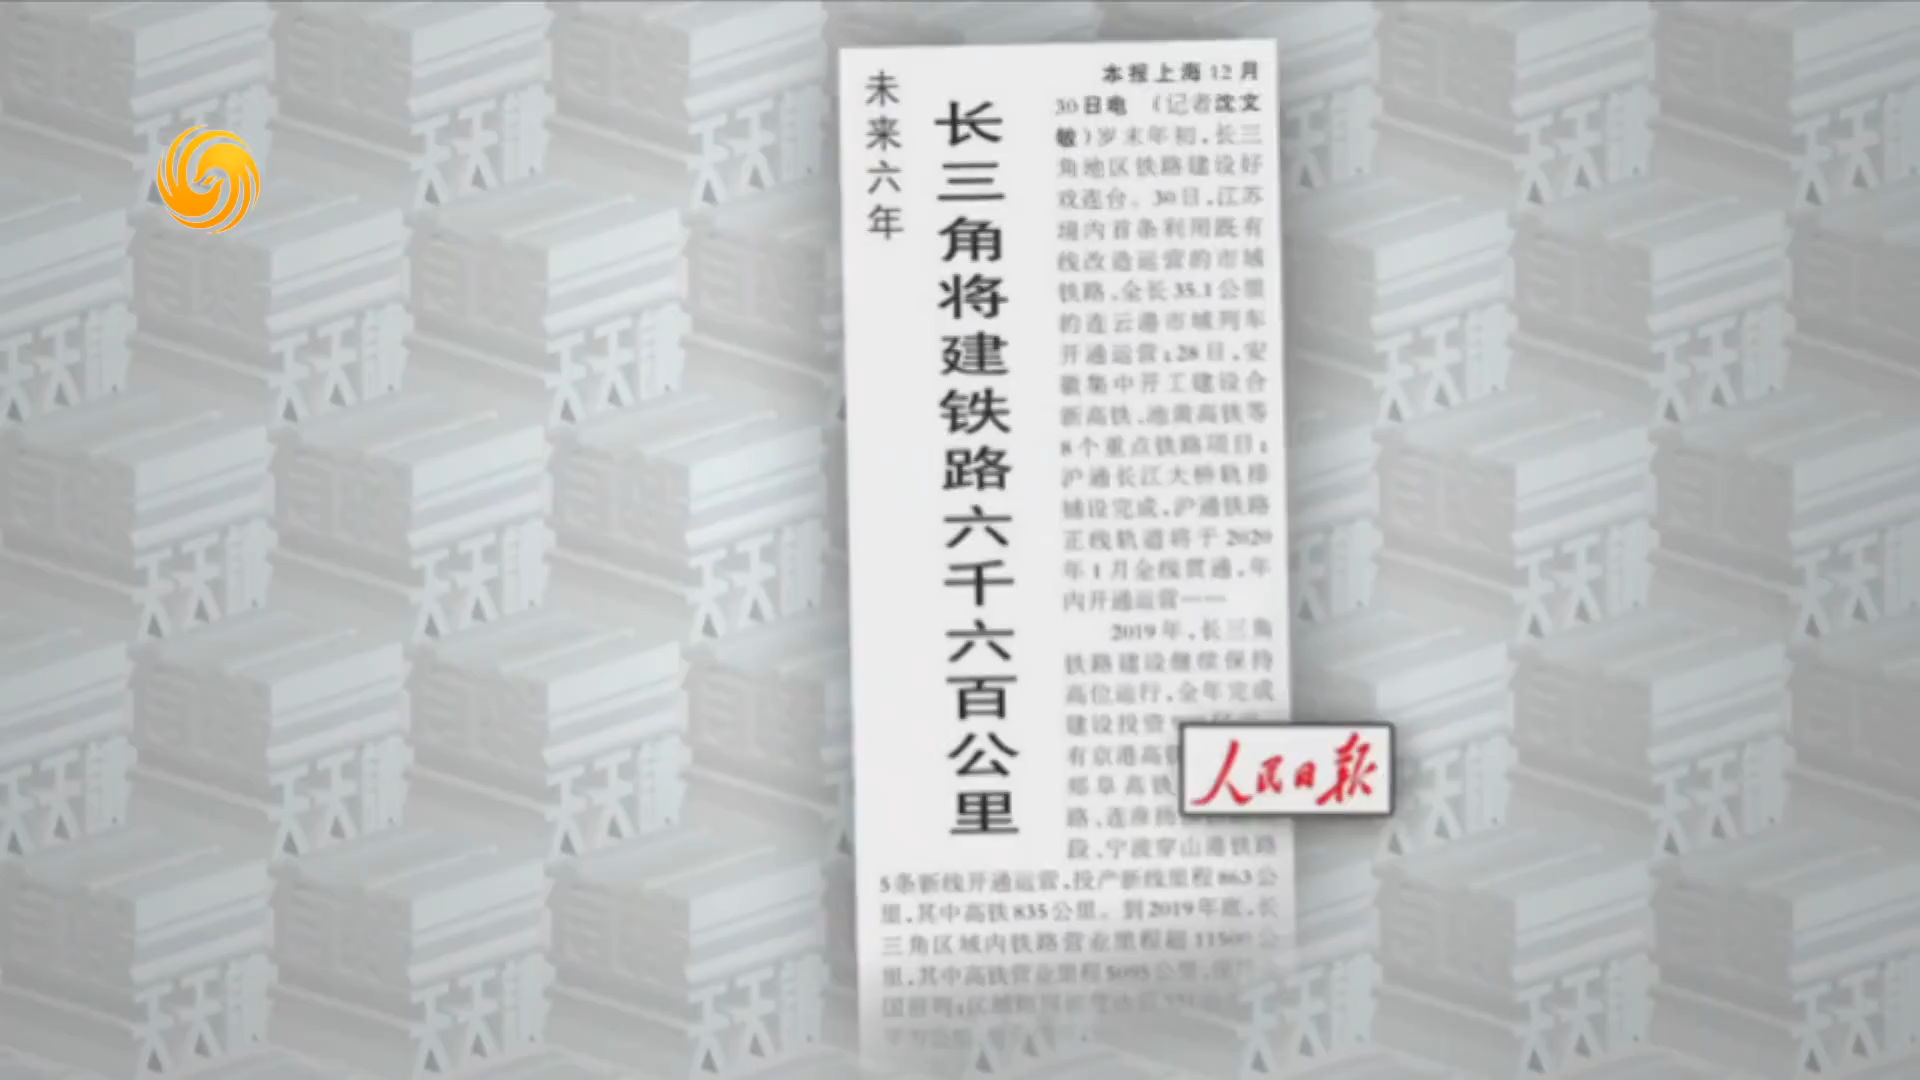 未来六年
长三角将建铁路六千六百公里
本报上海12月
30日电 （记者沈文
敏）岁末年初，长三
角地区铁路建设好
戏连台。30日，江苏
境内首条利用既有
线改造运营的市域
铁路、全长35.1公里
的连云港市域列车
开通运营；28日，安
徽集中开工建设合
新高铁、池黄高铁等
8个重点铁路项目；
沪通长江大桥轨排
铺设完成，沪通铁路
正线轨道将于2020
年1月全线贯通，年
内开通运营——
2019年，长三角
铁路建设继续保持
高位运行，全年完成
建设投资
有京港高
郑阜高铁
路、连淮扬
段、宁波穿山港铁路
5条新线开通运营，投产新线里程863公
里，其中高铁835公里。到2019年底，长
三角区域内铁路营业里程超11500公
里，其中高铁营业里程5095公里，
人民日报